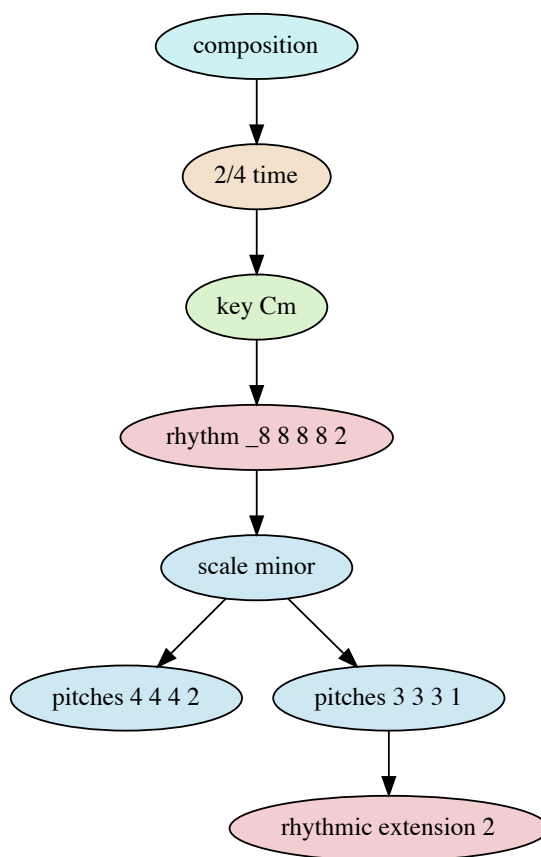 composition
2/4 time
key Cm
rhythm _8 8 8 8 2
scale minor
pitches 4 4 4 2
pitches 3 3 3 1
rhythmic extension 2